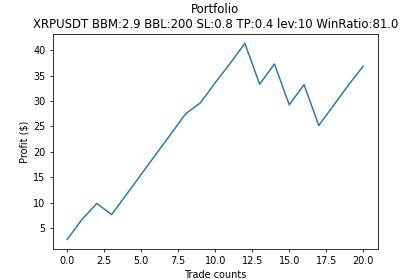 Portfolio
XRPUSDT BBM:2.9 BBL:200 SL:0.8 TP:0.4 lev:10 WinRatio:81.0
40
35
30
25
20
15
10
5
Profit ($)
0.0 2.5 5.0 7.5 10.0 12.5 15.0 17.5 20.0
Trade counts